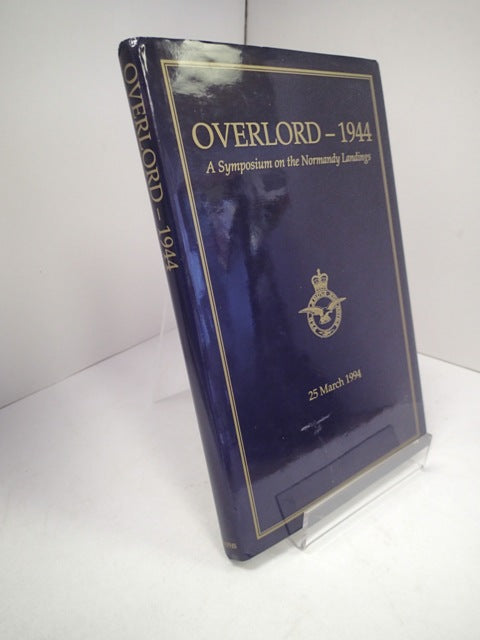 OVERLORD – 1944
OVERLORD – 1944
A Symposium on the Normandy Landings
25 March 1994